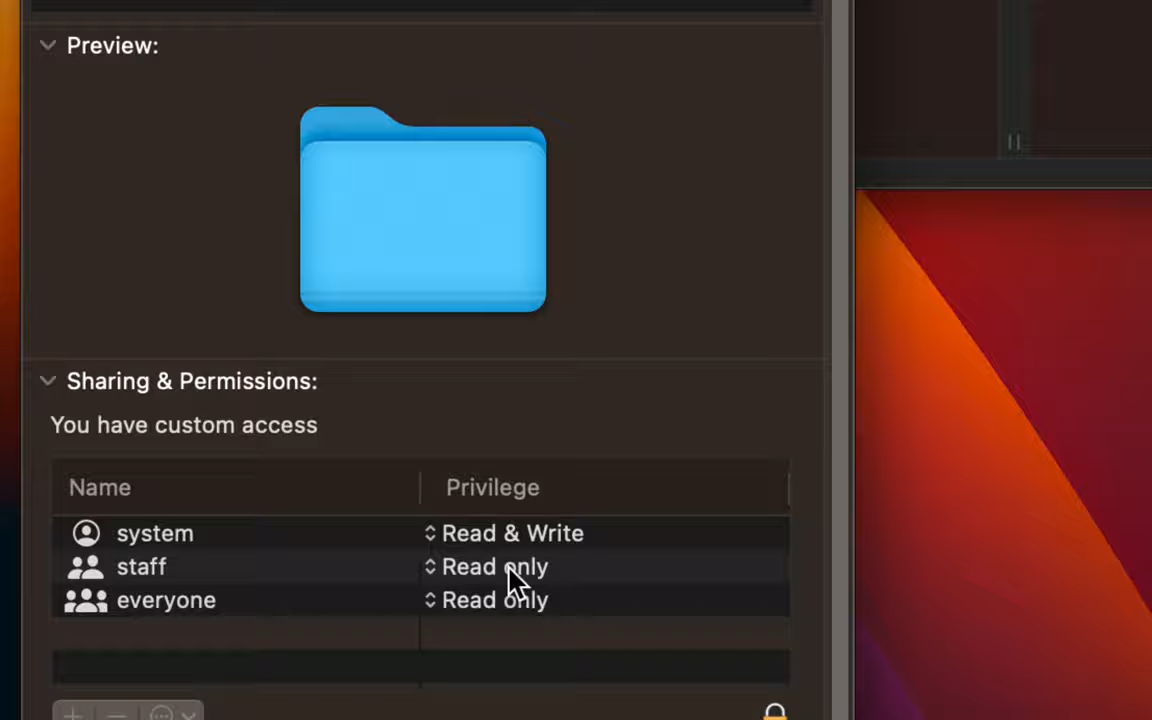 Preview:
Sharing & Permissions:
You have custom access
Name Privilege
system Read & Write
staff Read only
everyone Read only